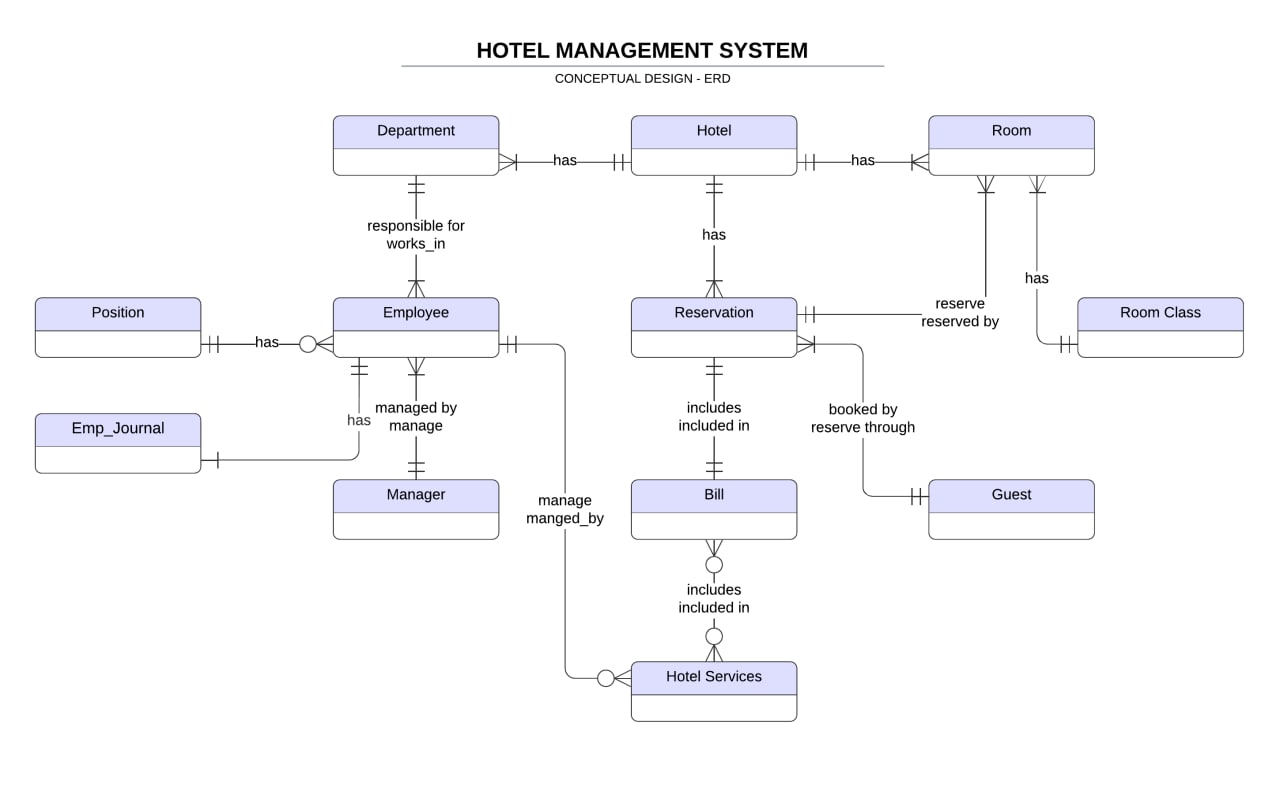 HOTEL MANAGEMENT SYSTEM
CONCEPTUAL DESIGN - ERD
Department
Hotel
Room
has
has
responsible for
works_in
has
has
Position
Employee
Reservation
reserve
reserved by
Room Class
has
Emp_Journal
has
managed by
manage
includes
included in
booked by
reserve through
Manager
Bill
Guest
manage
manged_by
includes
included in
Hotel Services